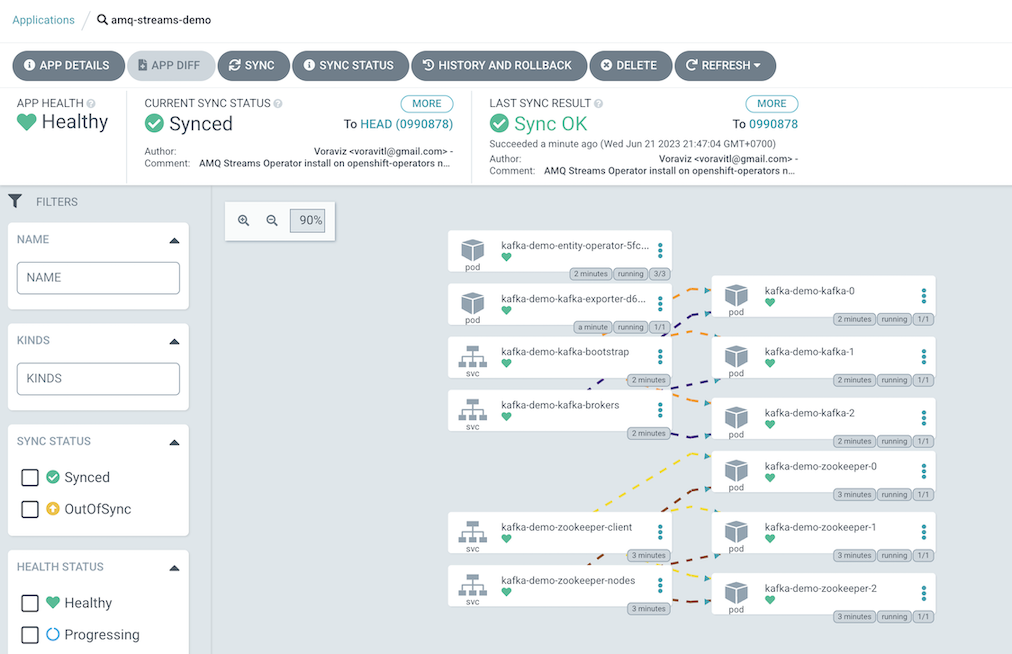 Applications
amq-streams-demo
APP DETAILS
APP DIFF
SYNC
SYNC STATUS
HISTORY AND ROLLBACK
DELETE
REFRESH
APP HEALTH
Healthy
CURRENT SYNC STATUS
MORE
Synced
To HEAD (0990878)
Author: Voraviz <voravitl@gmail.com> -
Comment: AMQ Streams Operator install on openshift-operators n...
LAST SYNC RESULT
MORE
Sync OK
To 0990878
Succeeded a minute ago (Wed Jun 21 2023 21:47:04 GMT+0700)
Author: Voraviz <voravitl@gmail.com> -
Comment: AMQ Streams Operator install on openshift-operators n...
FILTERS
NAME
NAME
KINDS
KINDS
SYNC STATUS
Synced
OutOfSync
HEALTH STATUS
Healthy
Progressing
90%
kafka-demo-entity-operator-5fc...
pod
2 minutes running 3/3
kafka-demo-kafka-exporter-d6...
pod
a minute running 1/1
kafka-demo-kafka-bootstrap
svc
2 minutes
kafka-demo-kafka-brokers
svc
2 minutes
kafka-demo-zookeeper-client
svc
3 minutes
kafka-demo-zookeeper-nodes
svc
3 minutes
kafka-demo-kafka-0
pod
2 minutes running 1/1
kafka-demo-kafka-1
pod
2 minutes running 1/1
kafka-demo-kafka-2
pod
2 minutes running 1/1
kafka-demo-zookeeper-0
pod
3 minutes running 1/1
kafka-demo-zookeeper-1
pod
3 minutes running 1/1
kafka-demo-zookeeper-2
pod
3 minutes running 1/1